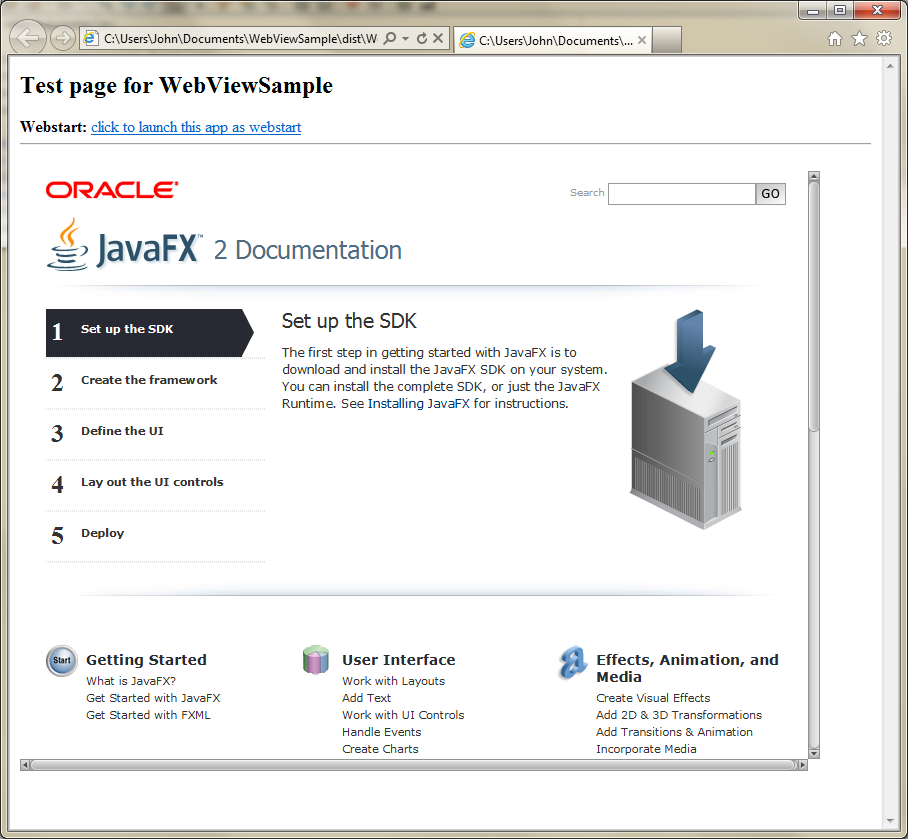 C:\Users\John\Documents\WebViewSample\dist\W
C:\Users\John\Documents\...
Test page for WebViewSample
Webstart: click to launch this app as webstart
ORACLE
Search GO
JavaFX™ 2 Documentation
1 Set up the SDK
2 Create the framework
3 Define the UI
4 Lay out the UI controls
5 Deploy
Set up the SDK
The first step in getting started with JavaFX is to
download and install the JavaFX SDK on your system.
You can install the complete SDK, or just the JavaFX
Runtime. See Installing JavaFX for instructions.
Start
Getting Started
What is JavaFX?
Get Started with JavaFX
Get Started with FXML
User Interface
Work with Layouts
Add Text
Work with UI Controls
Handle Events
Create Charts
Effects, Animation, and
Media
Create Visual Effects
Add 2D & 3D Transformations
Add Transitions & Animation
Incorporate Media